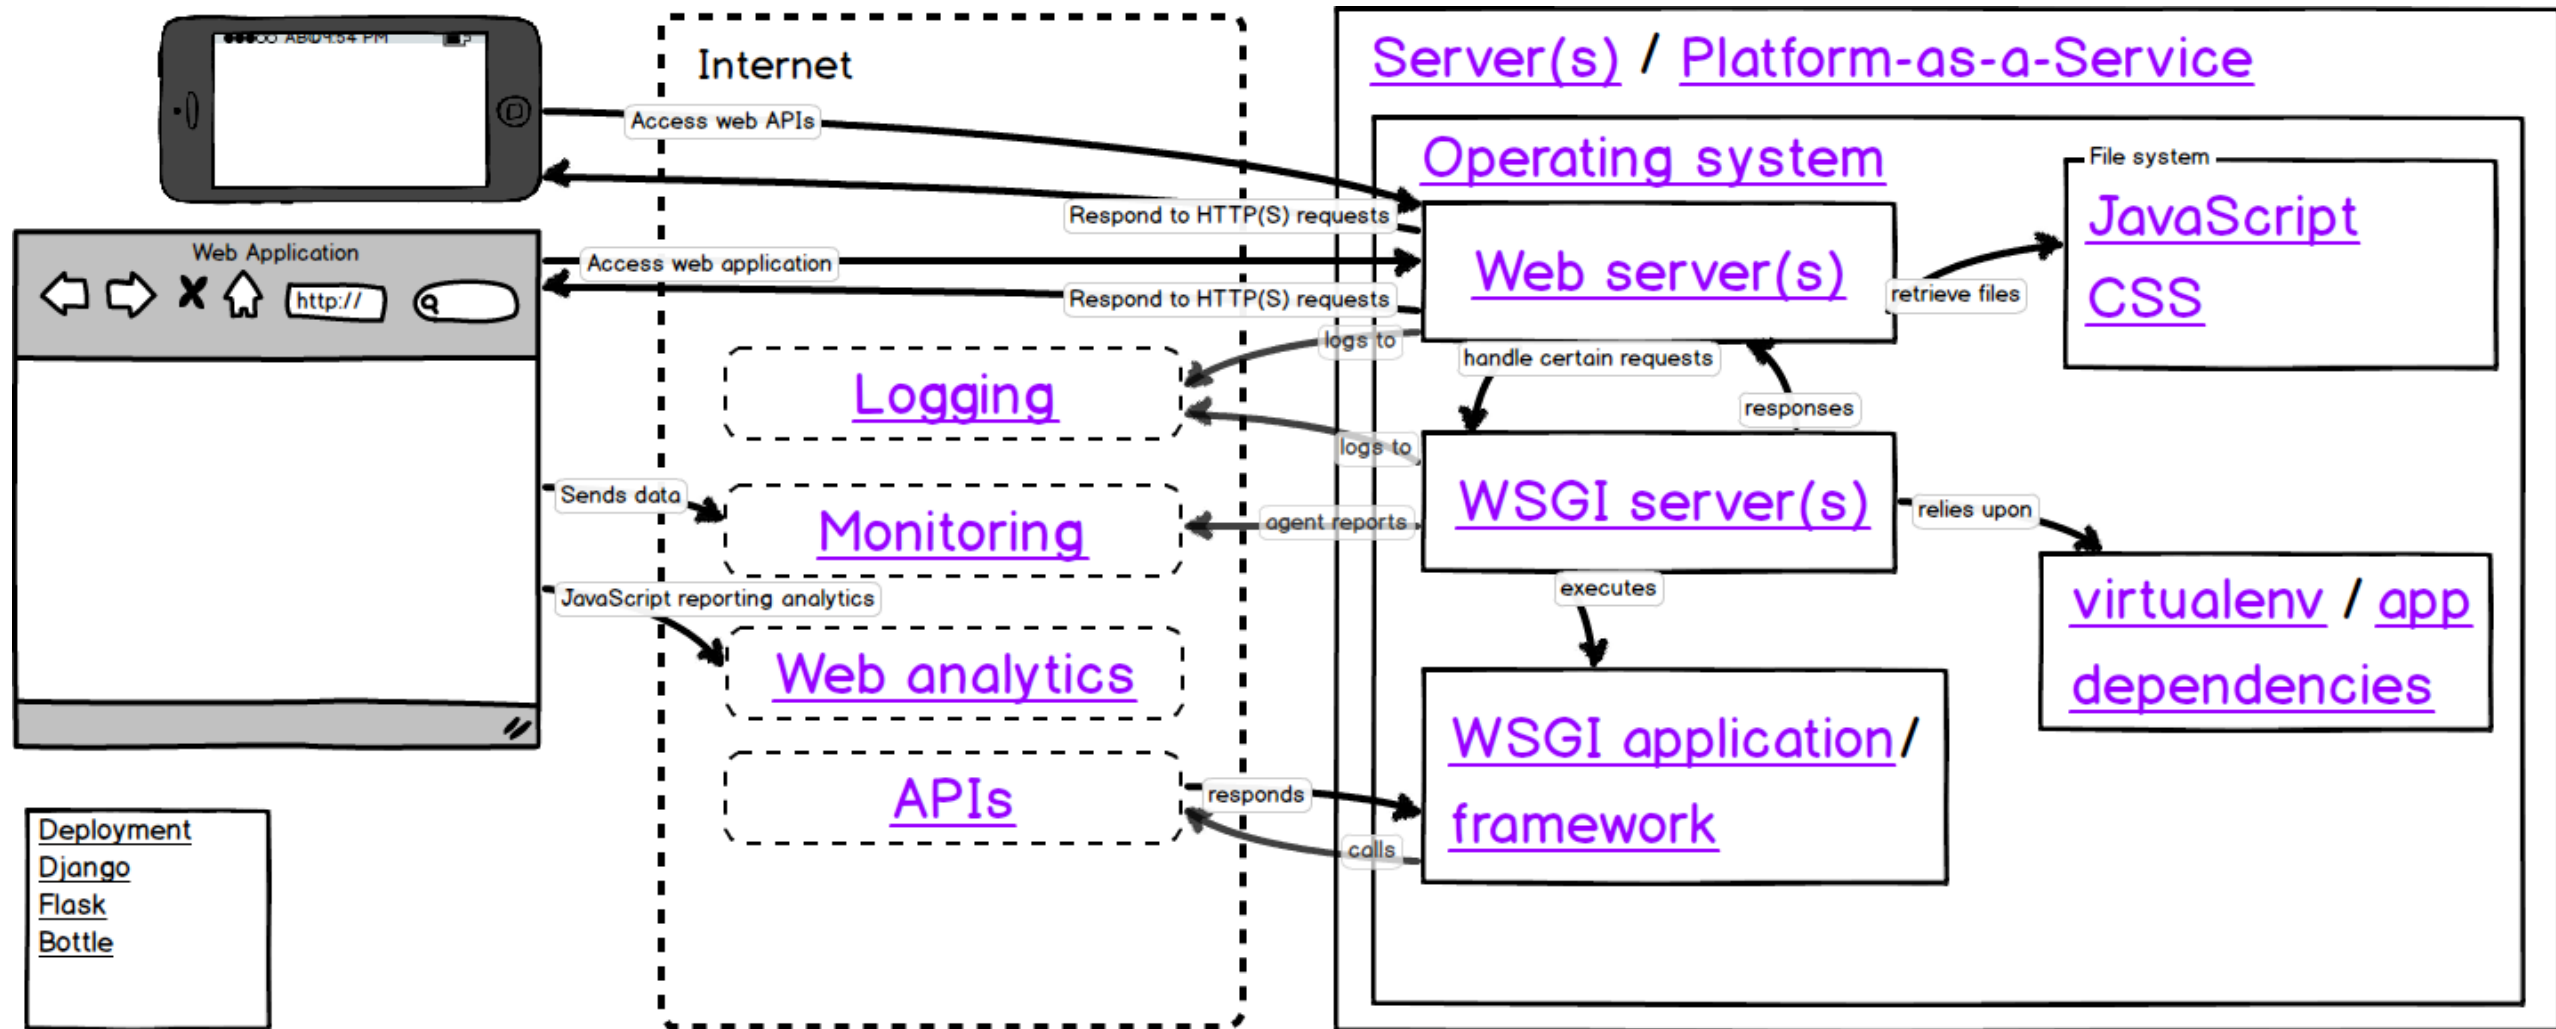 9:54 PM
Internet
Server(s) / Platform-as-a-Service
Access web APIs
Operating system
File system
JavaScript
CSS
Respond to HTTP(S) requests
Web Application
http://
Access web application
Web server(s)
retrieve files
Respond to HTTP(S) requests
logs to
handle certain requests
responses
Logging
logs to
Sends data
Monitoring
agent reports
WSGI server(s)
relies upon
JavaScript reporting analytics
executes
virtualenv / app
dependencies
Web analytics
WSGI application/
framework
APIs
responds
calls
Deployment
Django
Flask
Bottle